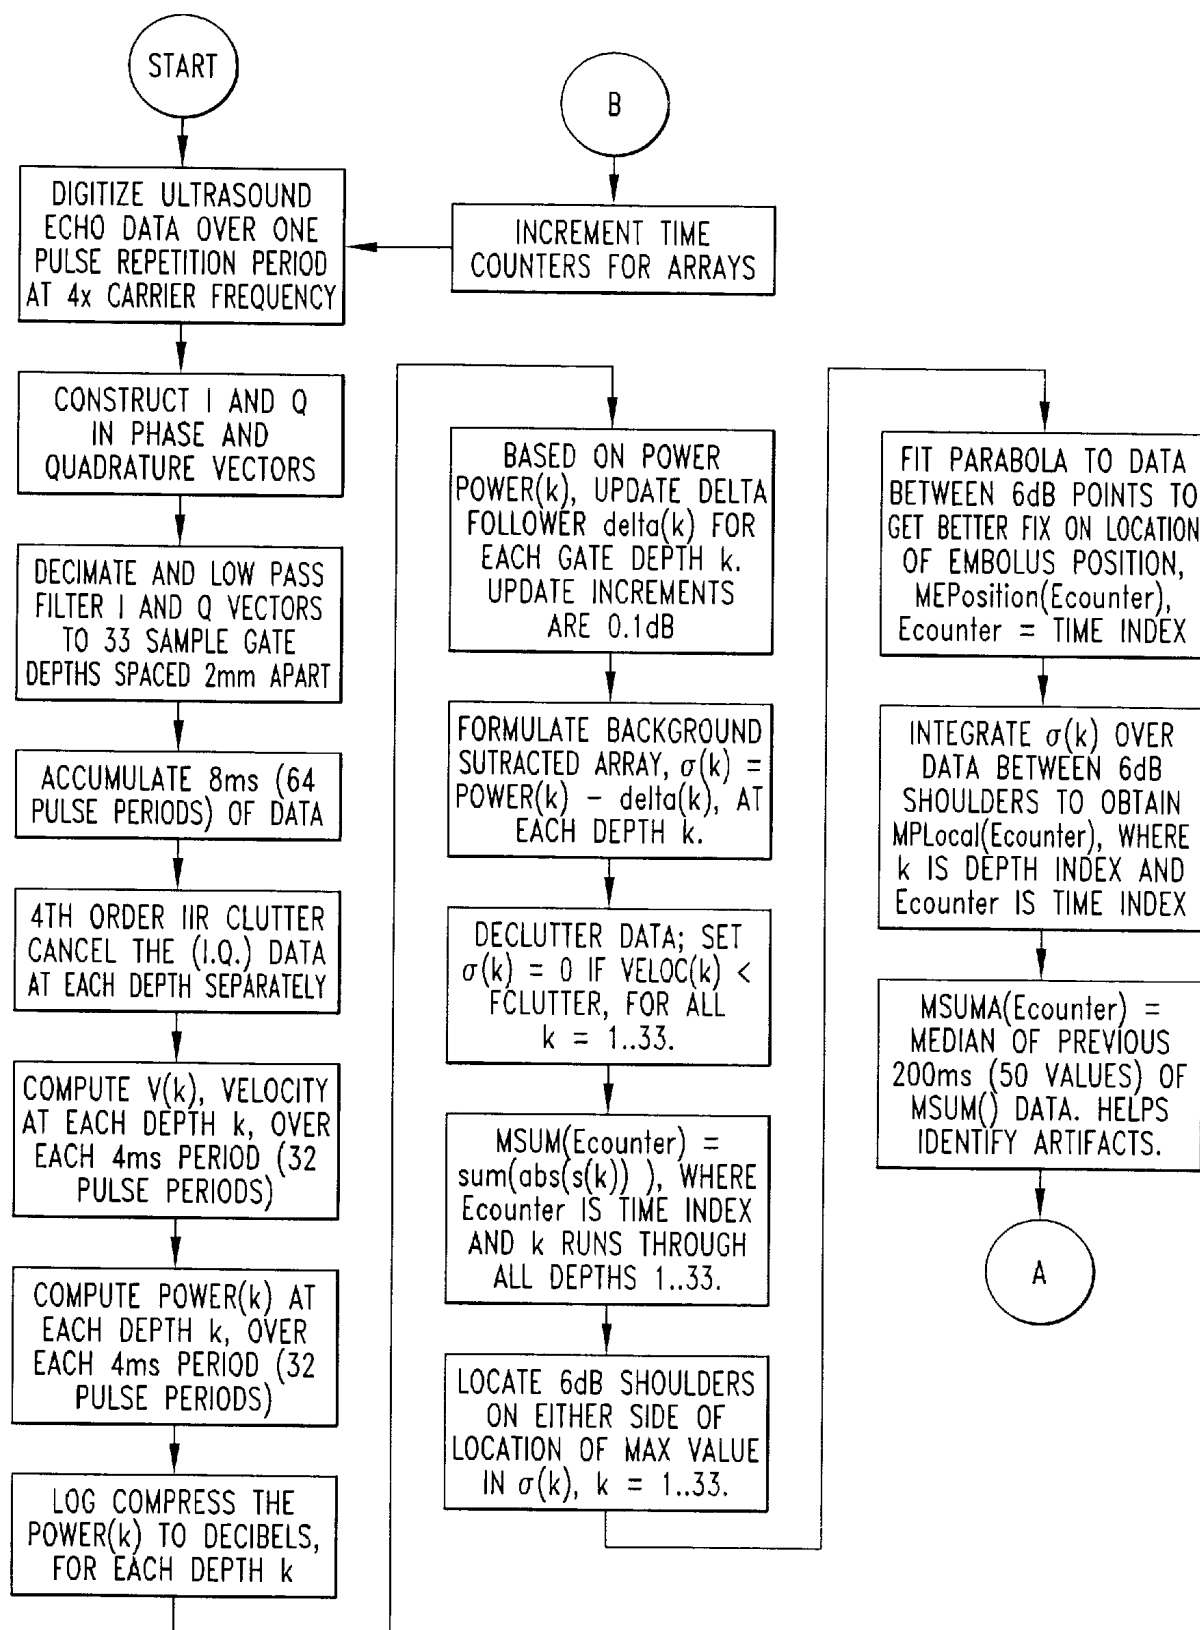 START
DIGITIZE ULTRASOUND
ECHO DATA OVER ONE
PULSE REPETITION PERIOD
AT 4x CARRIER FREQUENCY
CONSTRUCT I AND Q
IN PHASE AND
QUADRATURE VECTORS
DECIMATE AND LOW PASS
FILTER I AND Q VECTORS
TO 33 SAMPLE GATE
DEPTHS SPACED 2mm APART
ACCUMULATE 8ms (64
PULSE PERIODS) OF DATA
4TH ORDER IIR CLUTTER
CANCEL THE (I.Q.) DATA
AT EACH DEPTH SEPARATELY
COMPUTE V(k), VELOCITY
AT EACH DEPTH k, OVER
EACH 4ms PERIOD (32
PULSE PERIODS)
COMPUTE POWER(k) AT
EACH DEPTH k, OVER
EACH 4ms PERIOD (32
PULSE PERIODS)
LOG COMPRESS THE
POWER(k) TO DECIBELS,
FOR EACH DEPTH k
B
INCREMENT TIME
COUNTERS FOR ARRAYS
BASED ON POWER
POWER(k), UPDATE DELTA
FOLLOWER delta(k) FOR
EACH GATE DEPTH k.
UPDATE INCREMENTS
ARE 0.1dB
FORMULATE BACKGROUND
SUTRACTED ARRAY, σ(k) =
POWER(k) – delta(k), AT
EACH DEPTH k.
DECLUTTER DATA; SET
σ(k) = 0 IF VELOC(k) <
FCLUTTER, FOR ALL
k = 1..33.
MSUM(Ecounter) =
sum(abs(s(k)) ), WHERE
Ecounter IS TIME INDEX
AND k RUNS THROUGH
ALL DEPTHS 1..33.
LOCATE 6dB SHOULDERS
ON EITHER SIDE OF
LOCATION OF MAX VALUE
IN σ(k), k = 1..33.
FIT PARABOLA TO DATA
BETWEEN 6dB POINTS TO
GET BETTER FIX ON LOCATION
OF EMBOLUS POSITION,
MEPosition(Ecounter),
Ecounter = TIME INDEX
INTEGRATE σ(k) OVER
DATA BETWEEN 6dB
SHOULDERS TO OBTAIN
MPLocal(Ecounter), WHERE
k IS DEPTH INDEX AND
Ecounter IS TIME INDEX
MSUMA(Ecounter) =
MEDIAN OF PREVIOUS
200ms (50 VALUES) OF
MSUM() DATA. HELPS
IDENTIFY ARTIFACTS.
A